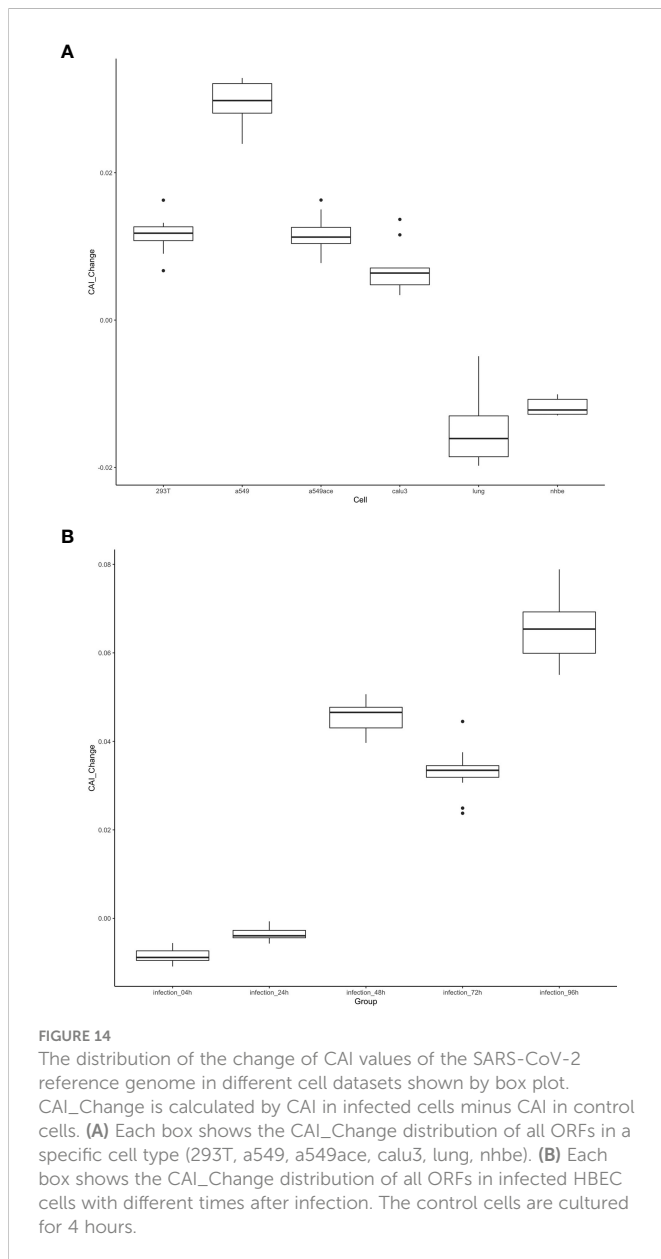 A
CAI_Change
0.02
0.00
-0.02
293T a549 a549ace calu3 lung nhbe
Cell
B
CAI_Change
0.08
0.06
0.04
0.02
0.00
infection_04h infection_24h infection_48h infection_72h infection_96h
Group
FIGURE 14
The distribution of the change of CAI values of the SARS-CoV-2
reference genome in different cell datasets shown by box plot.
CAI_Change is calculated by CAI in infected cells minus CAI in control
cells. (A) Each box shows the CAI_Change distribution of all ORFs in a
specific cell type (293T, a549, a549ace, calu3, lung, nhbe). (B) Each
box shows the CAI_Change distribution of all ORFs in infected HBEC
cells with different times after infection. The control cells are cultured
for 4 hours.